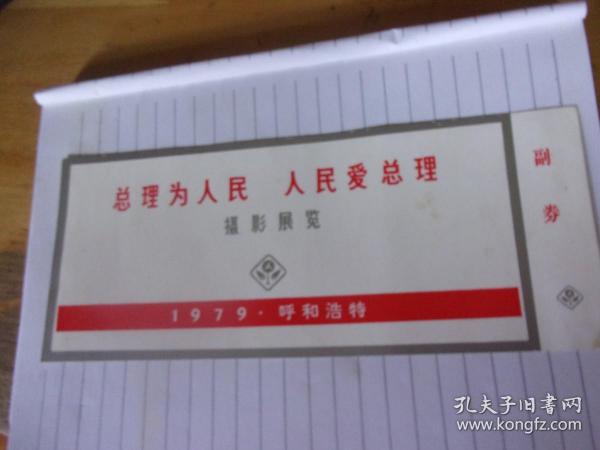 总理为人民 人民爱总理
摄影展览
1979·呼和浩特
副券
孔夫子旧书网
www.kongfz.com